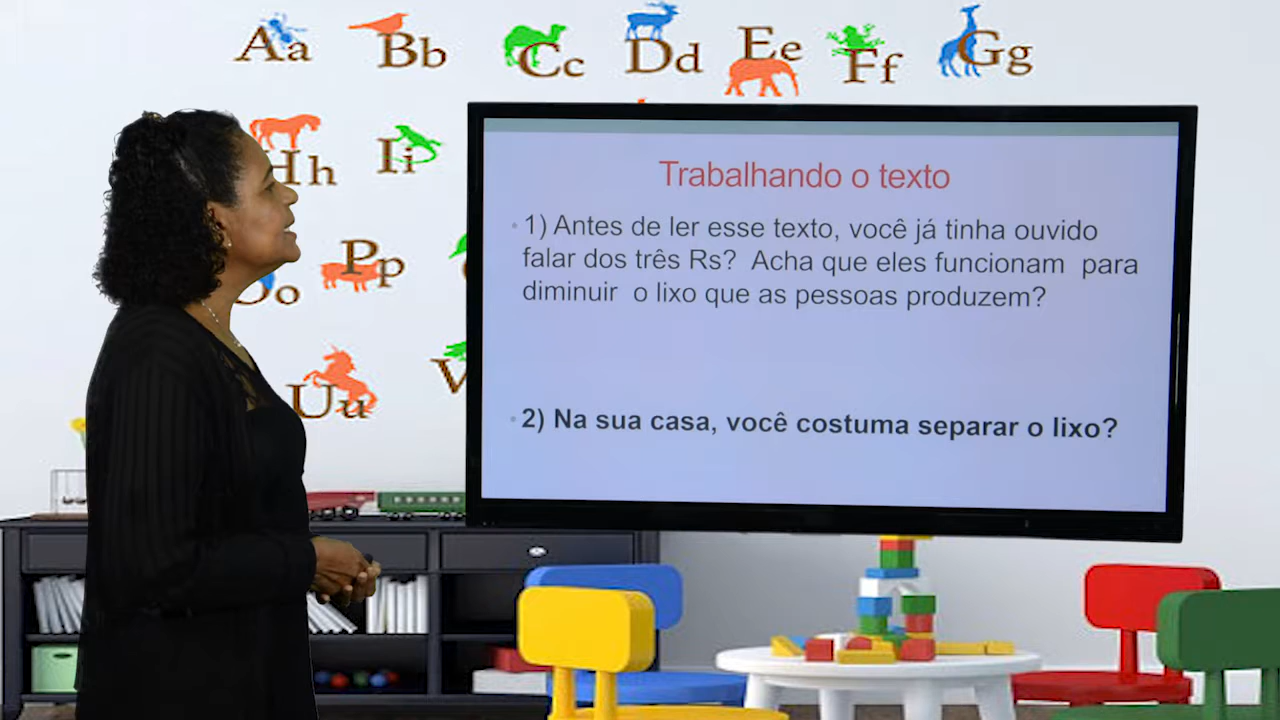 Aa Bb Cc Dd Ee Ff Gg
Hh Ii
Oo Pp
Uu V
Trabalhando o texto
1) Antes de ler esse texto, você já tinha ouvido
falar dos três Rs? Acha que eles funcionam para
diminuir o lixo que as pessoas produzem?
2) Na sua casa, você costuma separar o lixo?